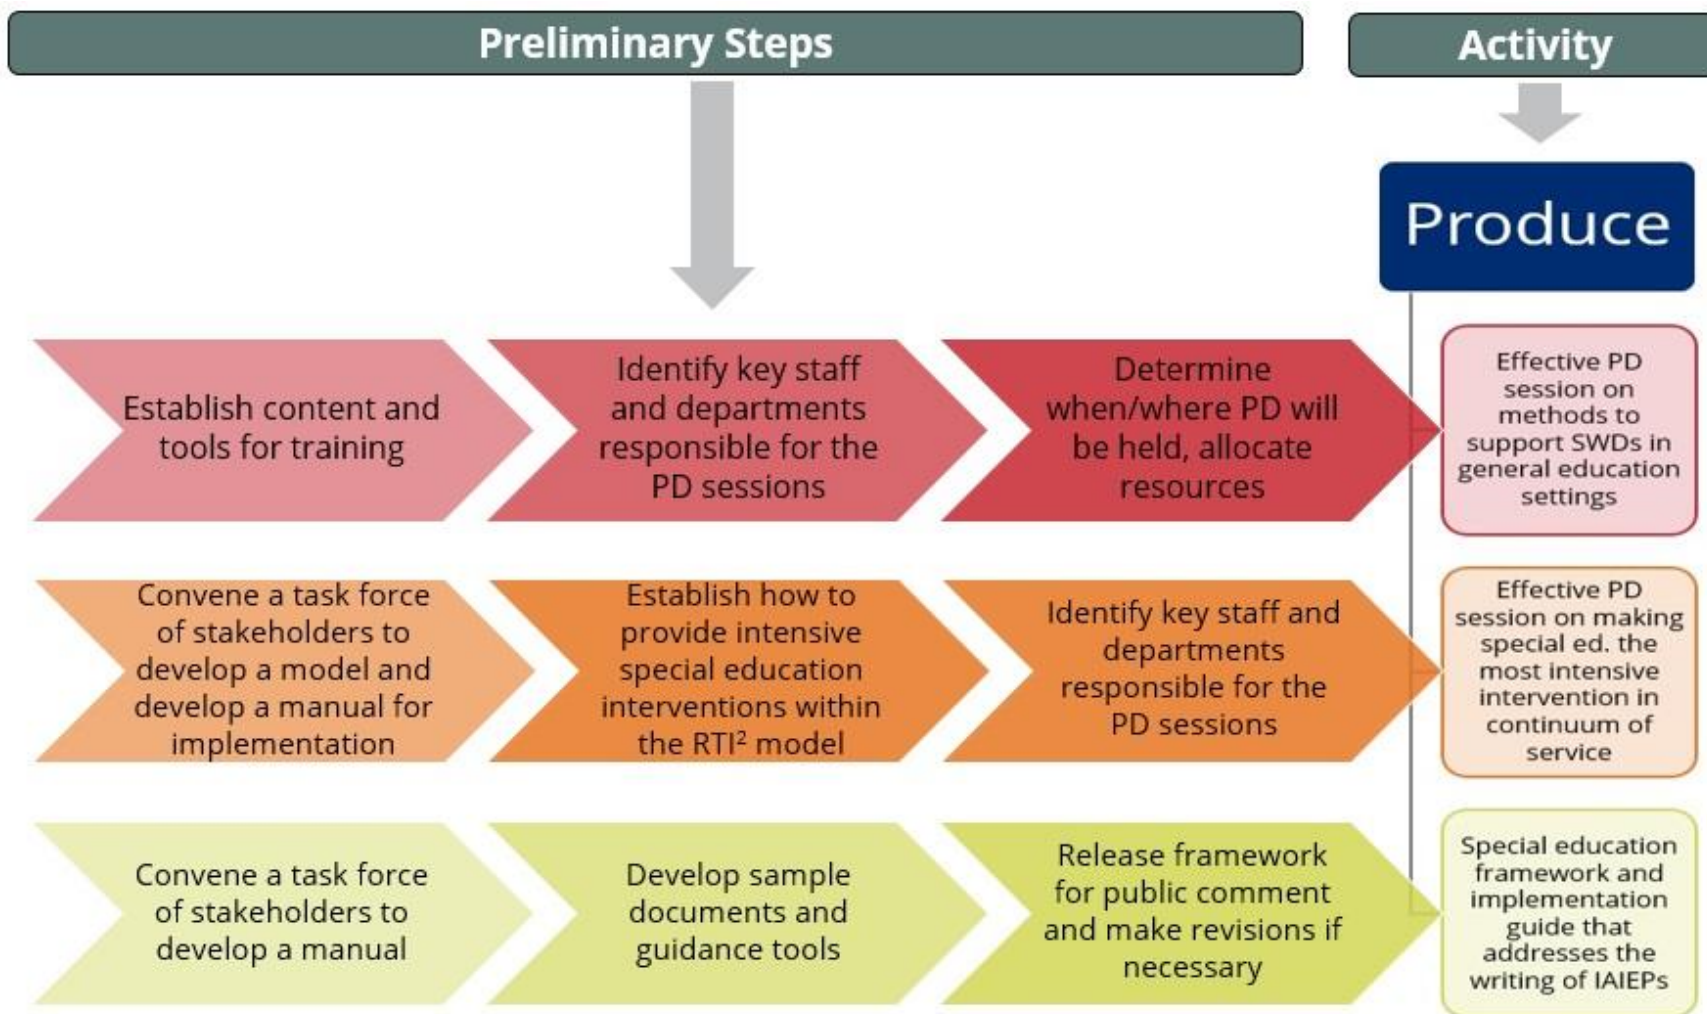 Preliminary Steps
Activity
Produce
Establish content and
tools for training
Identify key staff
and departments
responsible for the
PD sessions
Determine
when/where PD will
be held, allocate
resources
Effective PD
session on
methods to
support SWDs in
general education
settings
Convene a task force
of stakeholders to
develop a model and
develop a manual for
implementation
Establish how to
provide intensive
special education
interventions within
the RTI² model
Identify key staff and
departments
responsible for the
PD sessions
Effective PD
session on making
special ed. the
most intensive
intervention in
continuum of
service
Convene a task force
of stakeholders to
develop a manual
Develop sample
documents and
guidance tools
Release framework
for public comment
and make revisions if
necessary
Special education
framework and
implementation
guide that
addresses the
writing of IAIEPs